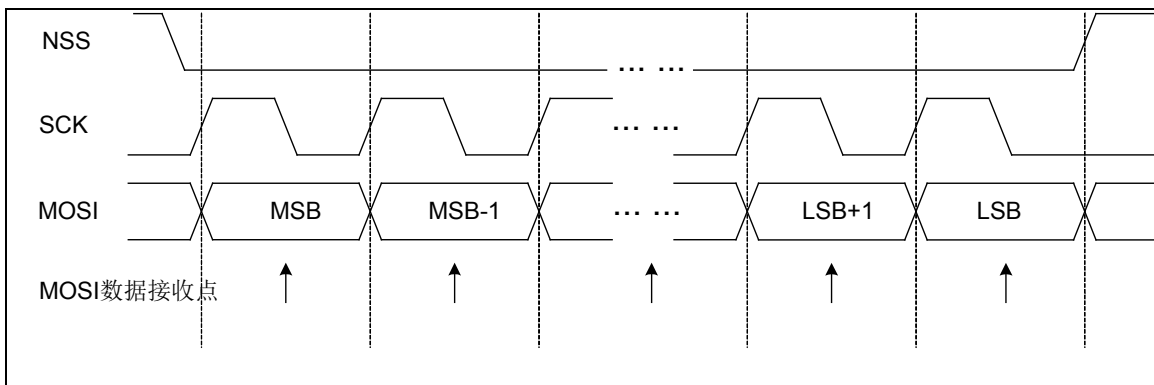 NSS
... ...
SCK
... ...
MOSI
MSB
MSB-1
... ...
LSB+1
LSB
MOSI数据接收点